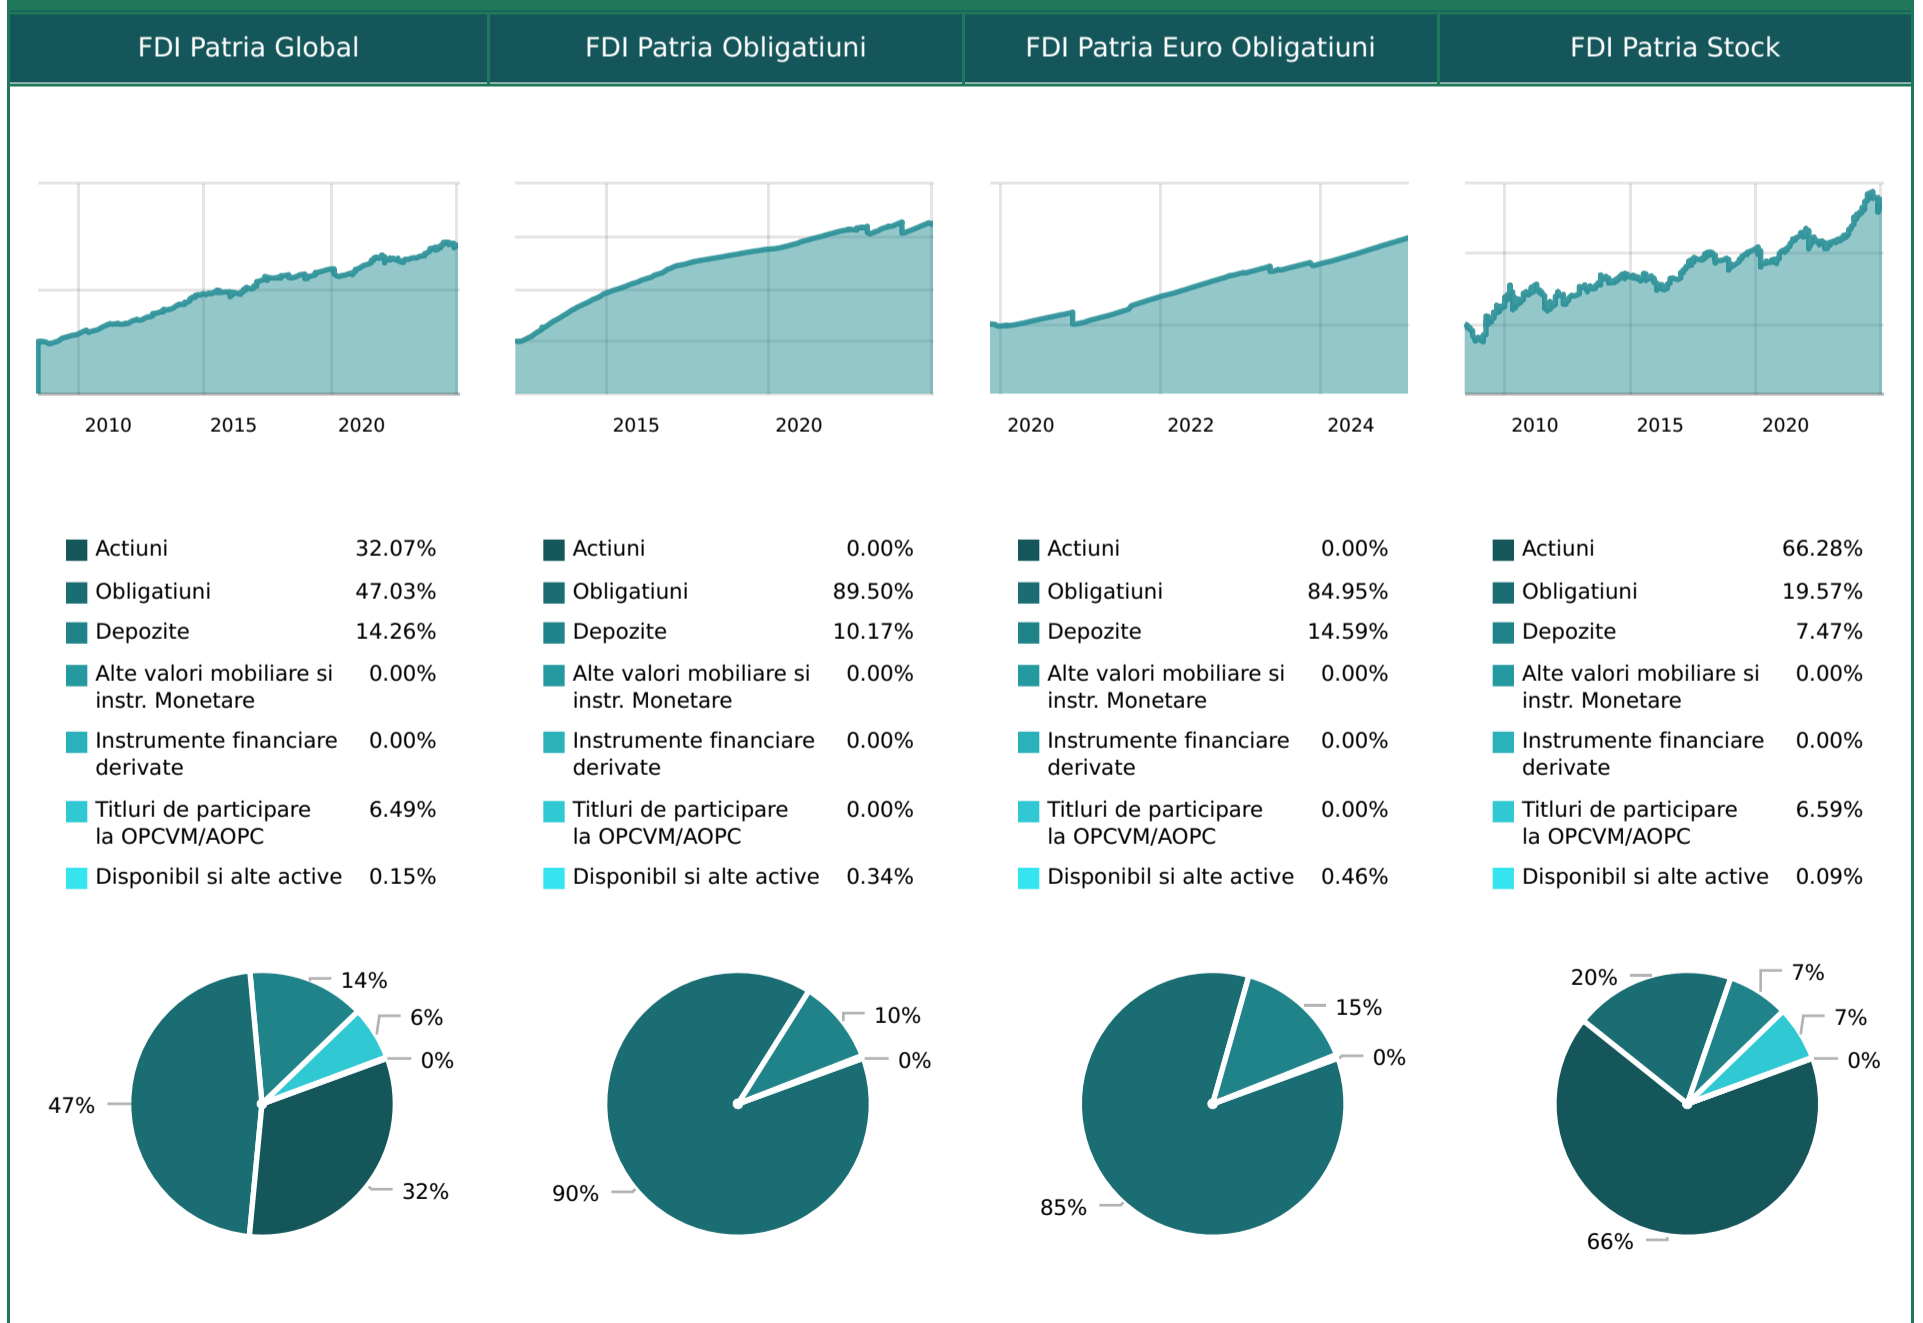 FDI Patria Global
FDI Patria Obligatiuni
FDI Patria Euro Obligatiuni
FDI Patria Stock
2010 2015 2020
2015 2020
2020 2022 2024
2010 2015 2020
Actiuni 32.07%
Obligatiuni 47.03%
Depozite 14.26%
Alte valori mobiliare si 0.00%
instr. Monetare
Instrumente financiare 0.00%
derivate
Titluri de participare 6.49%
la OPCVM/AOPC
Disponibil si alte active 0.15%
Actiuni 0.00%
Obligatiuni 89.50%
Depozite 10.17%
Alte valori mobiliare si 0.00%
instr. Monetare
Instrumente financiare 0.00%
derivate
Titluri de participare 0.00%
la OPCVM/AOPC
Disponibil si alte active 0.34%
Actiuni 0.00%
Obligatiuni 84.95%
Depozite 14.59%
Alte valori mobiliare si 0.00%
instr. Monetare
Instrumente financiare 0.00%
derivate
Titluri de participare 0.00%
la OPCVM/AOPC
Disponibil si alte active 0.46%
Actiuni 66.28%
Obligatiuni 19.57%
Depozite 7.47%
Alte valori mobiliare si 0.00%
instr. Monetare
Instrumente financiare 0.00%
derivate
Titluri de participare 6.59%
la OPCVM/AOPC
Disponibil si alte active 0.09%
14%
6%
0%
47%
32%
10%
0%
90%
15%
0%
85%
20%
7%
7%
0%
66%